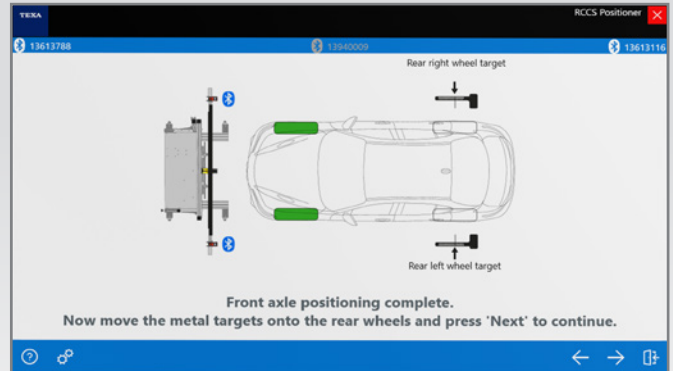 TEXA
RCCS Positioner
13613788
13940009
13613116
Rear right wheel target
Rear left wheel target
Front axle positioning complete.
Now move the metal targets onto the rear wheels and press 'Next' to continue.